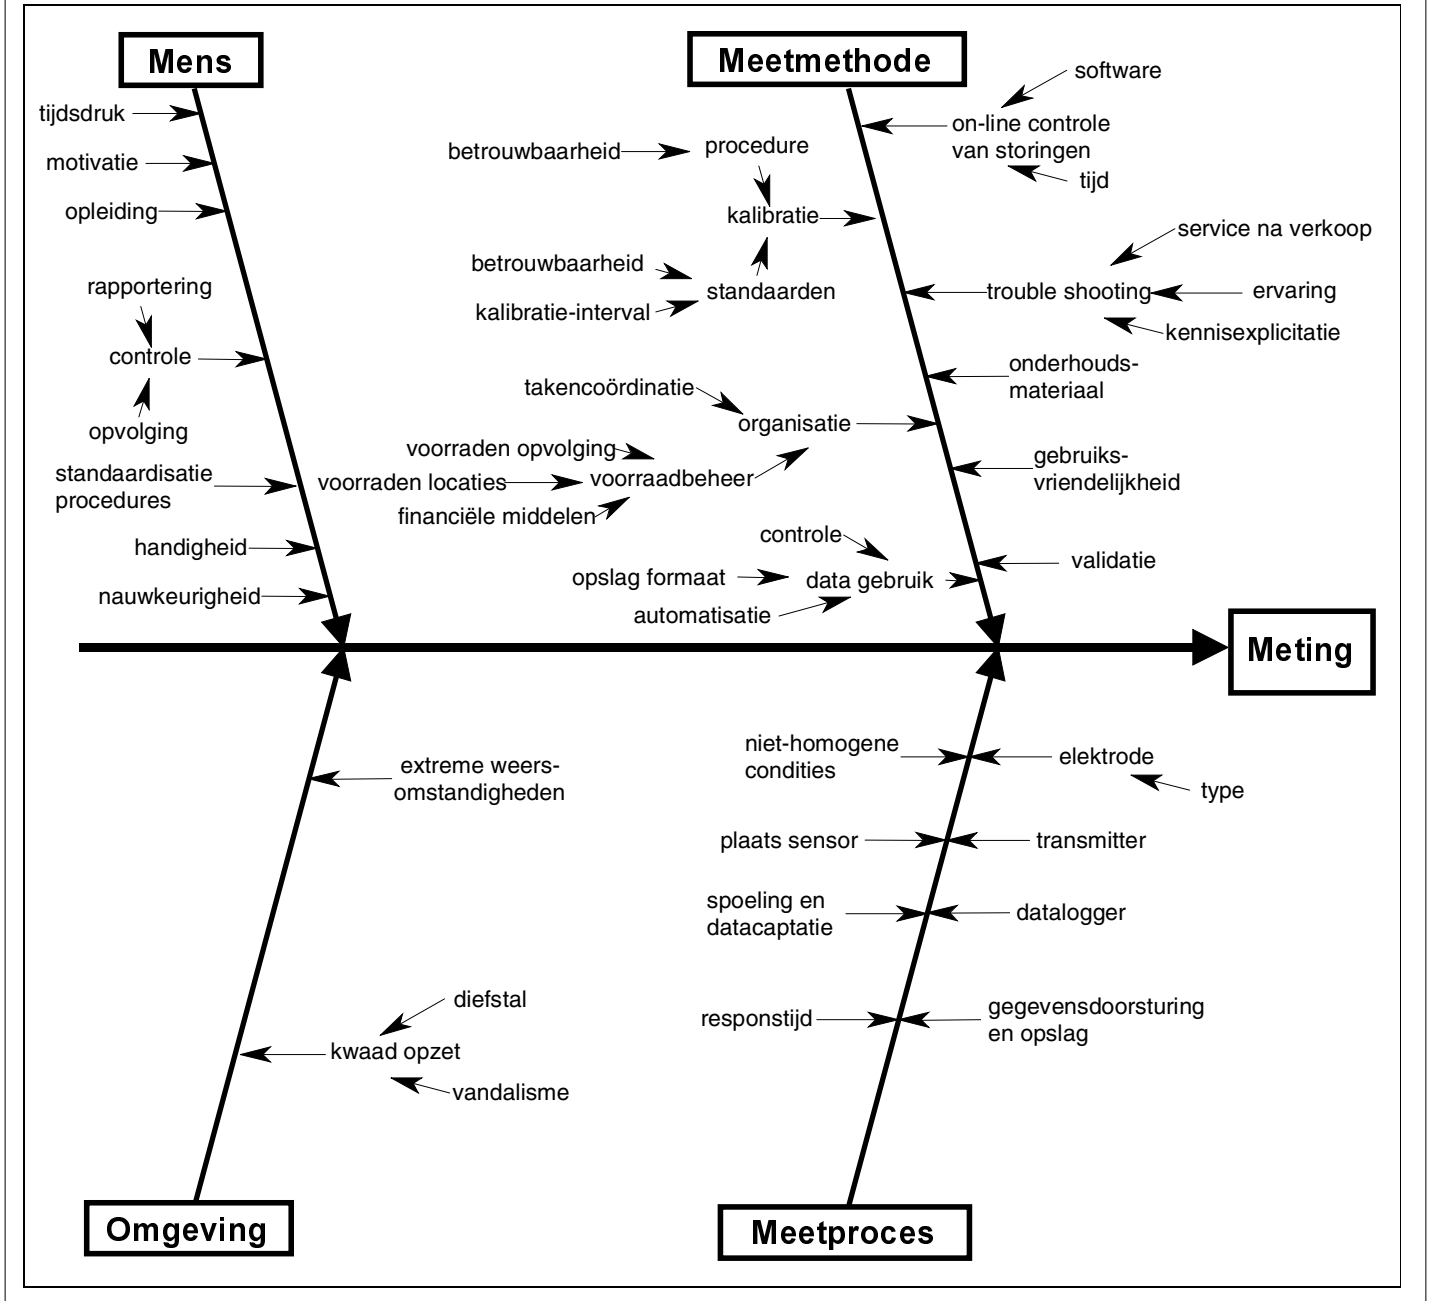 Mens
tijdsdruk
motivatie
opleiding
rapportering
controle
opvolging
standaardisatie
procedures
handigheid
nauwkeurigheid
Meetmethode
software
on-line controle
van storingen
tijd
betrouwbaarheid
procedure
kalibratie
betrouwbaarheid
standaarden
kalibratie-interval
service na verkoop
trouble shooting
ervaring
kennisexplicitatie
onderhouds-
materiaal
takencoördinatie
organisatie
voorraden opvolging
voorraden locaties
voorraadbeheer
financiële middelen
gebruiks-
vriendelijkheid
controle
opslag formaat
data gebruik
automatisatie
validatie
Meting
extreme weers-
omstandigheden
diefstal
kwaad opzet
vandalisme
Omgeving
niet-homogene
condities
elektrode
type
plaats sensor
transmitter
spoeling en
datacaptatie
datalogger
responstijd
gegevensdoorsturing
en opslag
Meetproces